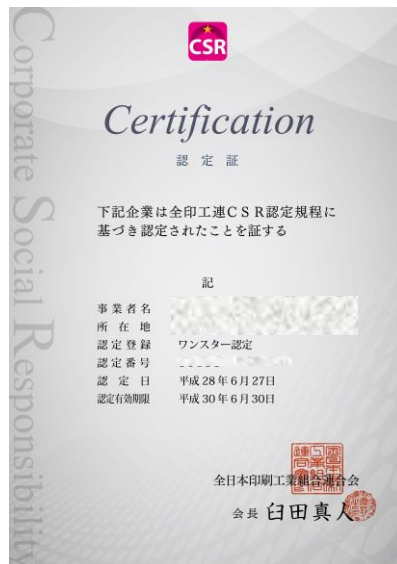 Corporate Social Responsibility
CSR
Certification
認定証
下記企業は全印工連ＣＳＲ認定規程に
基づき認定されたことを証する
記
事業者名
所在地
認定登録 ワンスター認定
認定番号
認定日 平成28年6月27日
認定有効期限 平成30年6月30日
全日本印刷工業組合連合会
会長 臼田真人